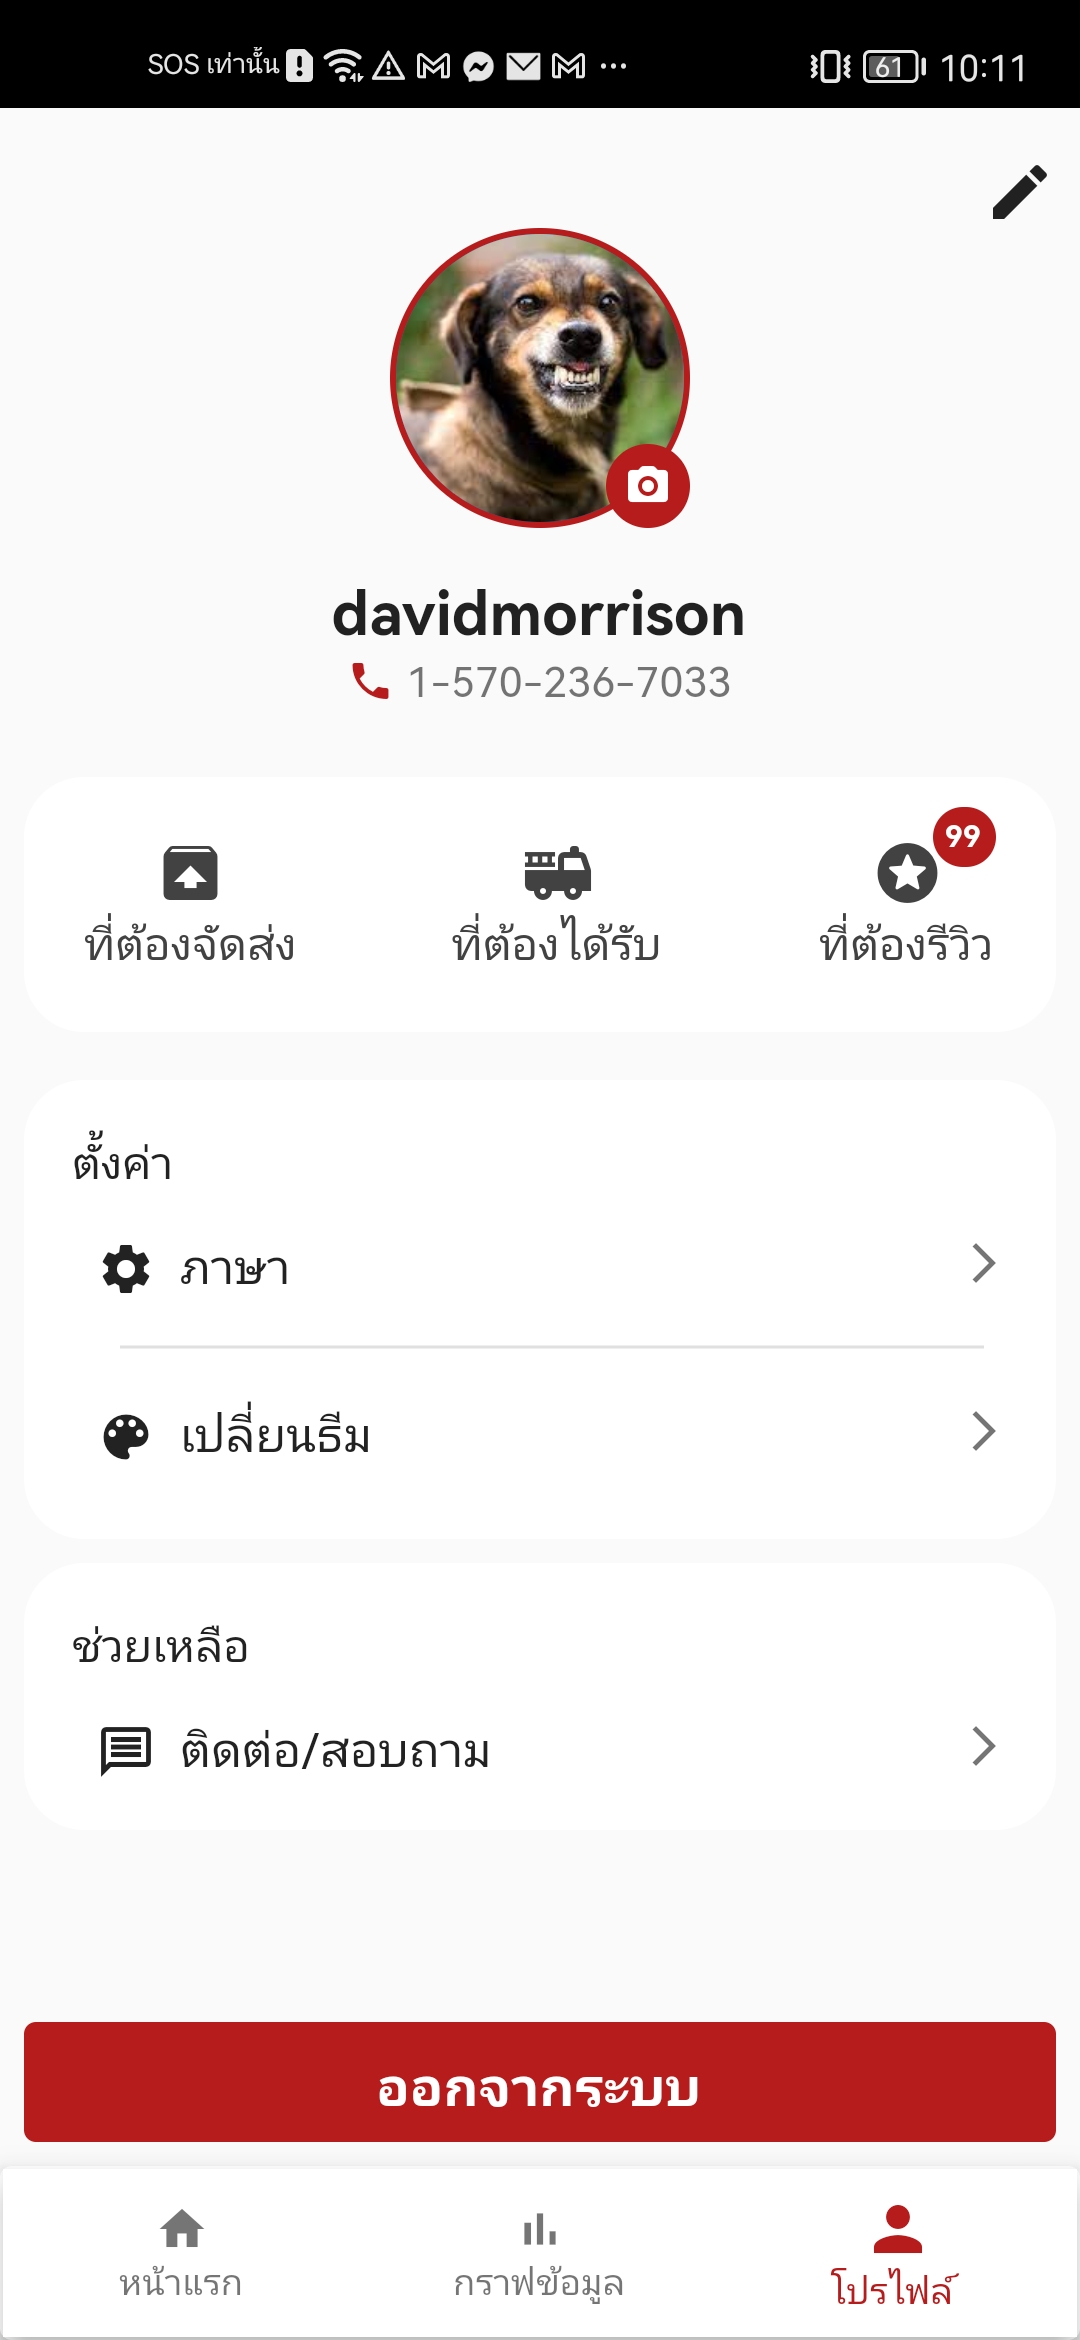 SOS เท่านั้น 61 10:11
davidmorrison
1-570-236-7033
99
ที่ต้องจัดส่ง ที่ต้องได้รับ ที่ต้องรีวิว
ตั้งค่า
ภาษา
เปลี่ยนธีม
ช่วยเหลือ
ติดต่อ/สอบถาม
ออกจากระบบ
หน้าแรก กราฟข้อมูล โปรไฟล์